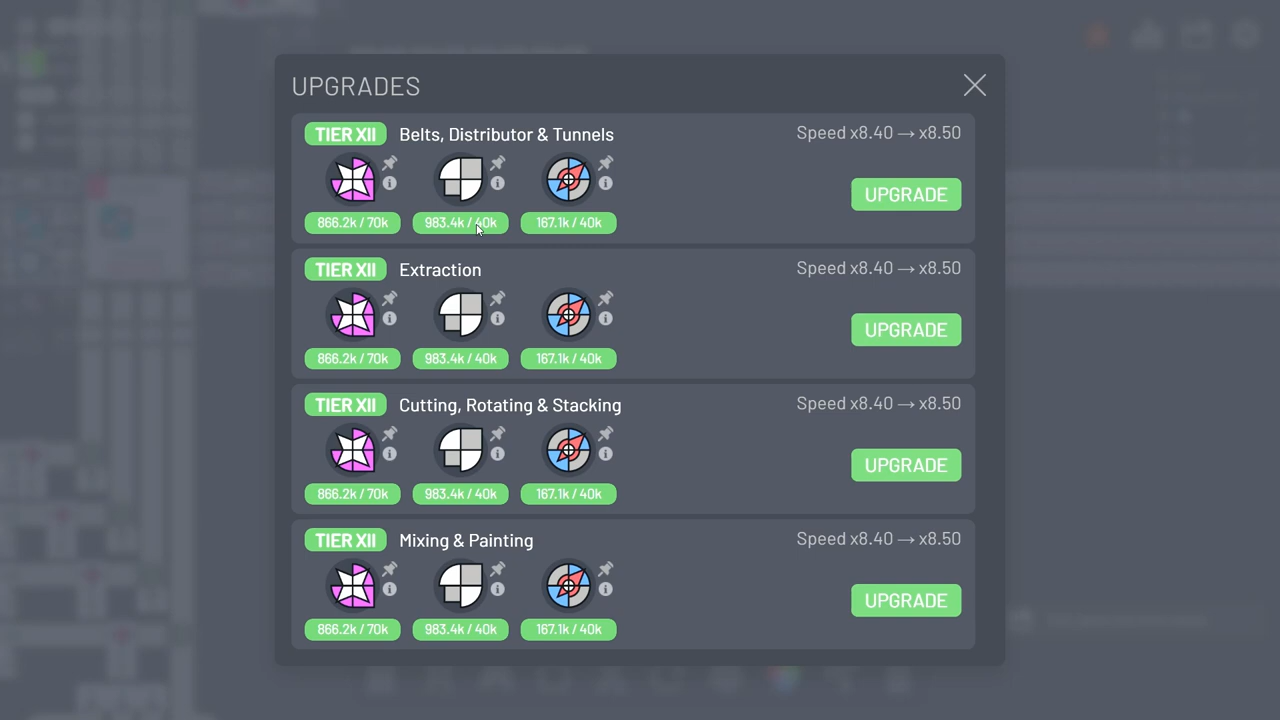 UPGRADES
TIER XII Belts, Distributor & Tunnels Speed x8.40 → x8.50
866.2k / 70k 983.4k / 40k 167.1k / 40k
UPGRADE
TIER XII Extraction Speed x8.40 → x8.50
866.2k / 70k 983.4k / 40k 167.1k / 40k
UPGRADE
TIER XII Cutting, Rotating & Stacking Speed x8.40 → x8.50
866.2k / 70k 983.4k / 40k 167.1k / 40k
UPGRADE
TIER XII Mixing & Painting Speed x8.40 → x8.50
866.2k / 70k 983.4k / 40k 167.1k / 40k
UPGRADE